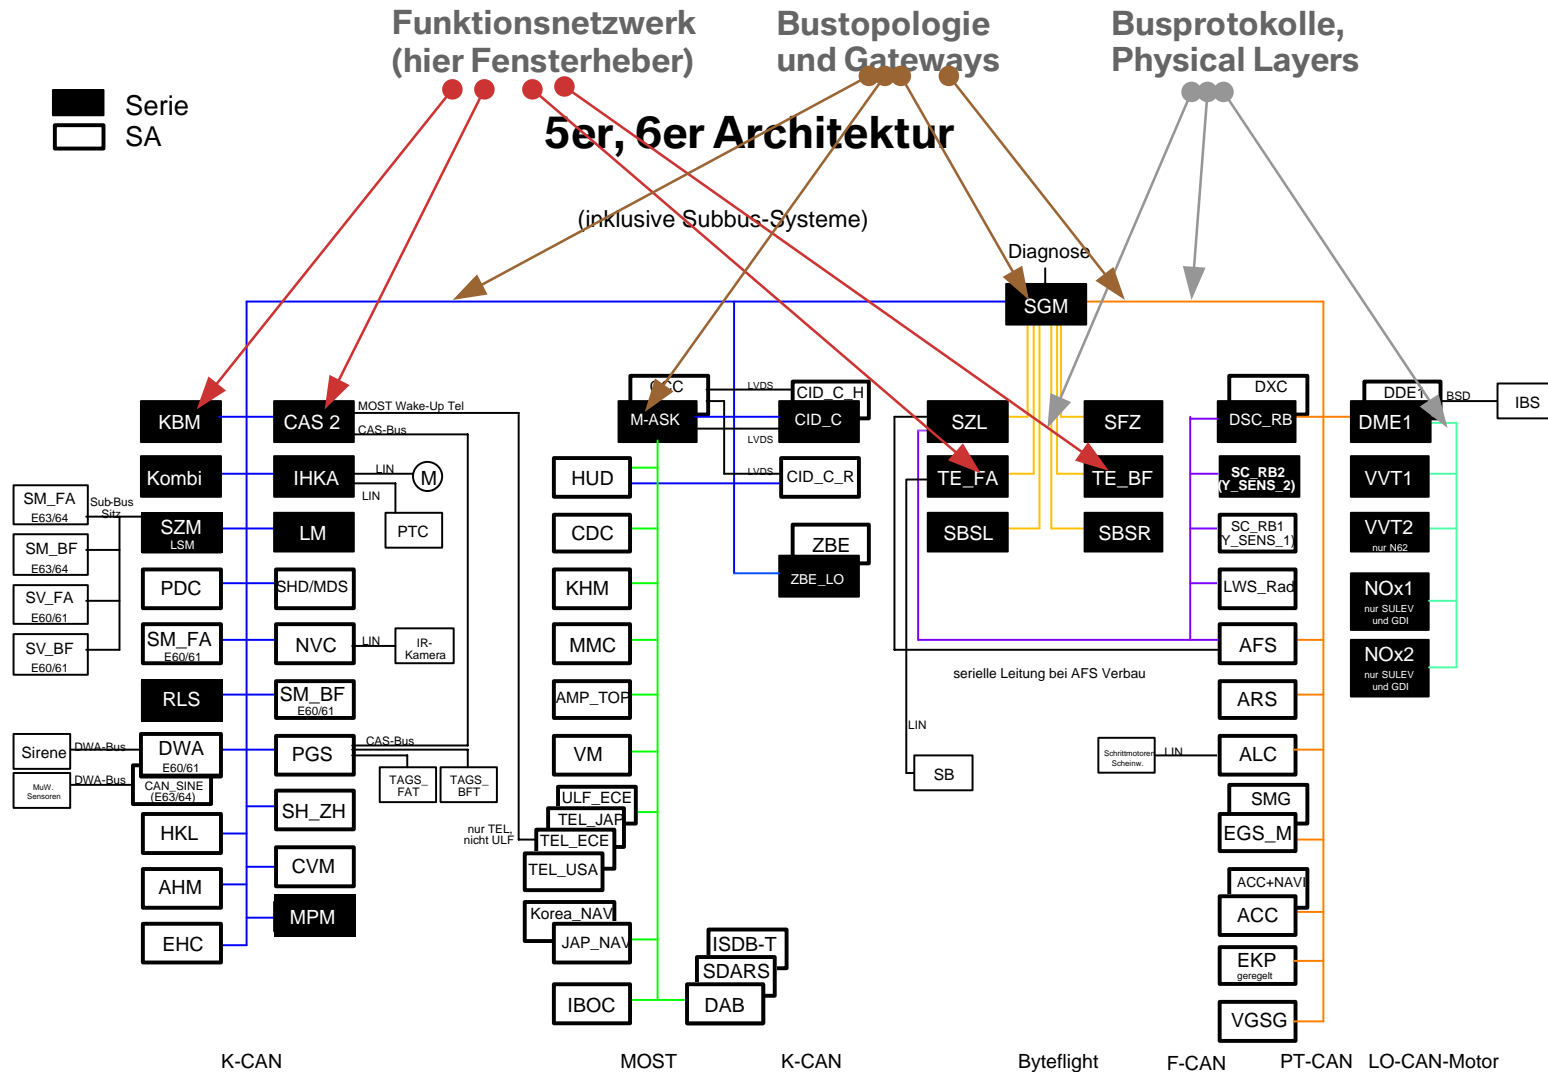 Funktionsnetzwerk
(hier Fensterheber)
Bustopologie
und Gateways
Busprotokolle,
Physical Layers
Serie
SA
5er, 6er Architektur
(inklusive Subbus-Systeme)
Diagnose
SGM
KBM
CAS 2
MOST Wake-Up Tel
CAS-Bus
Kombi
IHKA
LIN
M
LIN
PTC
SM_FA
E63/64
Sub-Bus
Sitz
SZM
LSM
LM
SM_BF
E63/64
PDC
SHD/MDS
SV_FA
E60/61
SM_FA
E60/61
NVC
LIN
IR-
Kamera
SV_BF
E60/61
RLS
SM_BF
E60/61
Sirene
DWA-Bus
DWA
E60/61
PGS
CAS-Bus
MuW.
Sensoren
DWA-Bus
CAN_SINE
(E63/64)
TAGS_
FAT
TAGS_
BFT
HKL
SH_ZH
AHM
CVM
EHC
MPM
CCC
M-ASK
LVDS
CID_C_H
CID_C
LVDS
HUD
LVDS
CID_C_R
CDC
ZBE
ZBE_LO
KHM
MMC
AMP_TOP
VM
ULF_ECE
TEL_JAP
TEL_ECE
TEL_USA
nur TEL,
nicht ULF
Korea_NAV
JAP_NAV
IBOC
ISDB-T
SDARS
DAB
SZL
SFZ
TE_FA
TE_BF
SBSL
SBSR
serielle Leitung bei AFS Verbau
LIN
SB
DXC
DSC_RB
SC_RB2
(Y_SENS_2)
SC_RB1
(Y_SENS_1)
LWS_Rad
AFS
ARS
Schrittmotoren
Scheinw.
LIN
ALC
SMG
EGS_M
ACC+NAVI
ACC
EKP
geregelt
VGSG
DDE1
BSD
IBS
DME1
VVT1
VVT2
nur N62
NOx1
nur SULEV
und GDI
NOx2
nur SULEV
und GDI
K-CAN
MOST
K-CAN
Byteflight
F-CAN
PT-CAN
LO-CAN-Motor